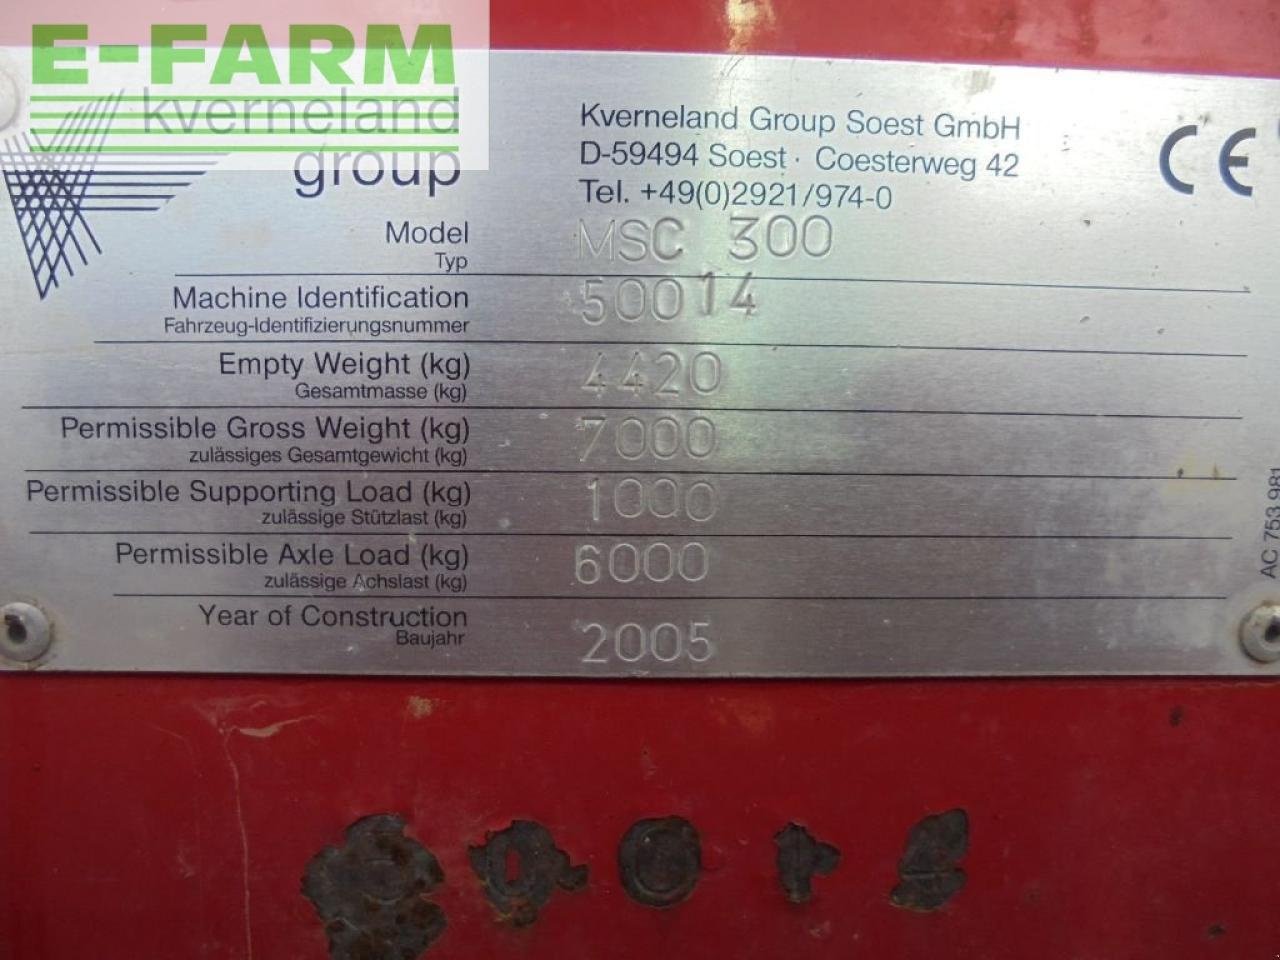 E-FARM
kverneland
group
Kverneland Group Soest GmbH
D-59494 Soest · Coesterweg 42
Tel. +49(0)2921/974-0
CE
Model MSC 300
Typ
Machine Identification 50014
Fahrzeug-Identifizierungsnummer
Empty Weight (kg) 4420
Gesamtmasse (kg)
Permissible Gross Weight (kg) 7000
zulässiges Gesamtgewicht (kg)
Permissible Supporting Load (kg) 1000
zulässige Stützlast (kg)
Permissible Axle Load (kg) 6000
zulässige Achslast (kg)
Year of Construction 2005
Baujahr
AC 753 981